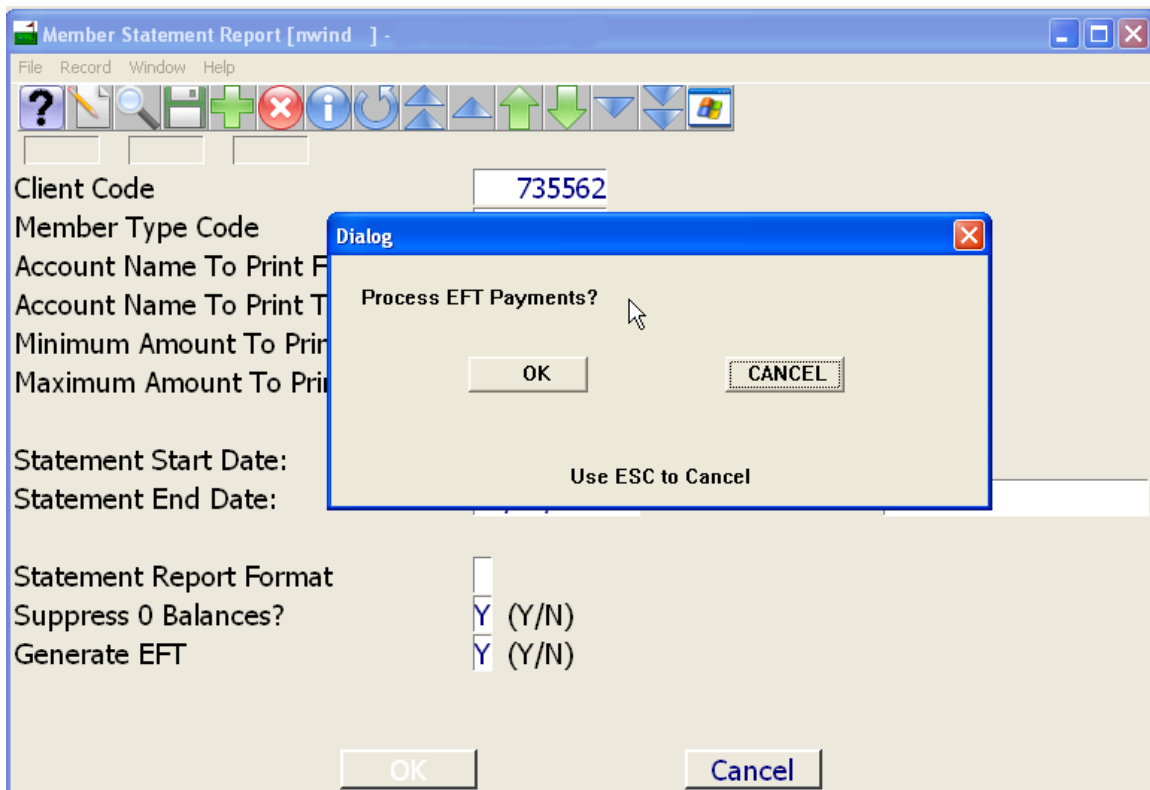 Member Statement Report [nwind ] -
File Record Window Help
Client Code 735562
Member Type Code
Account Name To Print F
Account Name To Print T
Minimum Amount To Prin
Maximum Amount To Pri
Dialog
Process EFT Payments?
OK CANCEL
Use ESC to Cancel
Statement Start Date:
Statement End Date:
Statement Report Format
Suppress 0 Balances? Y (Y/N)
Generate EFT Y (Y/N)
OK Cancel